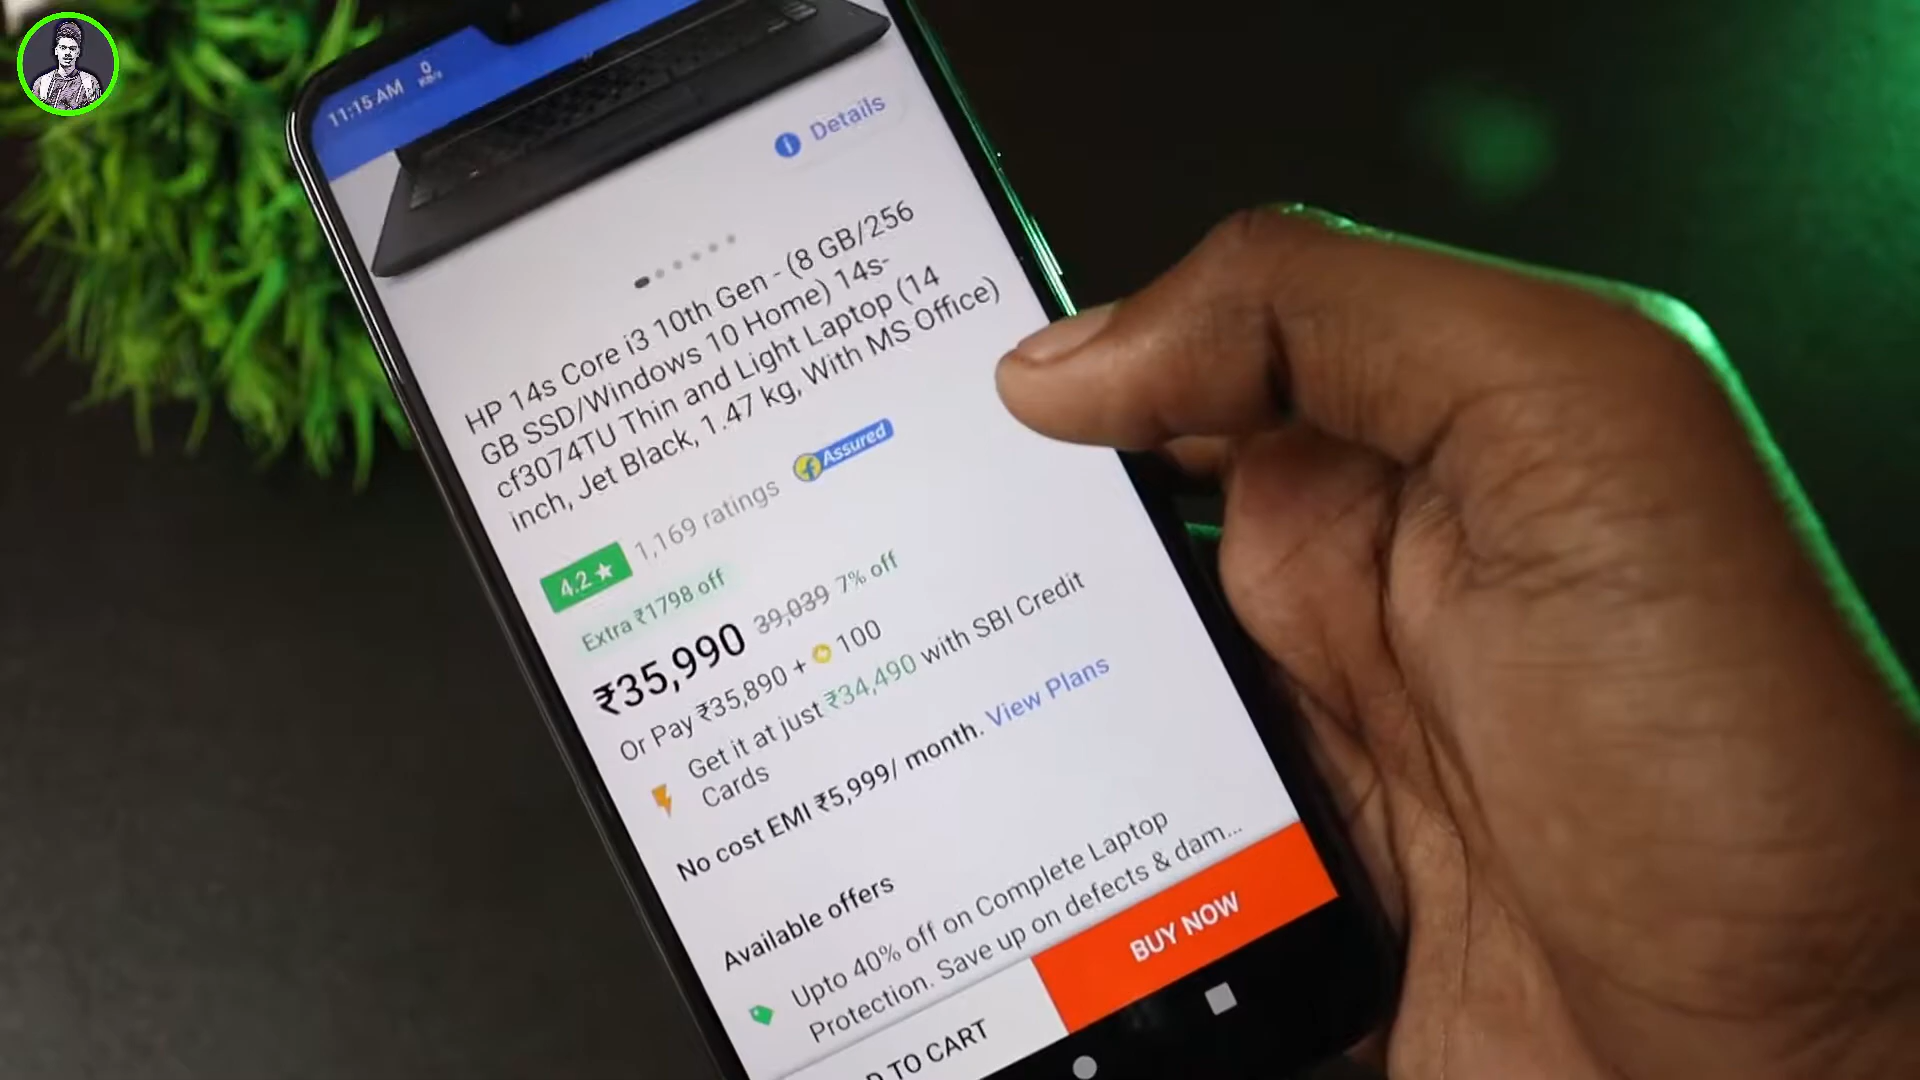 11:15 AM
0
KB/s
Details
HP 14s Core i3 10th Gen - (8 GB/256
GB SSD/Windows 10 Home) 14s-
cf3074TU Thin and Light Laptop (14
inch, Jet Black, 1.47 kg, With MS Office)
4.2 ★ 1,169 ratings Assured
Extra ₹1798 off
₹35,990 39,039 7% off
Or Pay ₹35,890 + 100
Get it at just ₹34,490 with SBI Credit
Cards
No cost EMI ₹5,999/ month. View Plans
Available offers
Upto 40% off on Complete Laptop
Protection. Save up on defects & dam...
D TO CART
BUY NOW